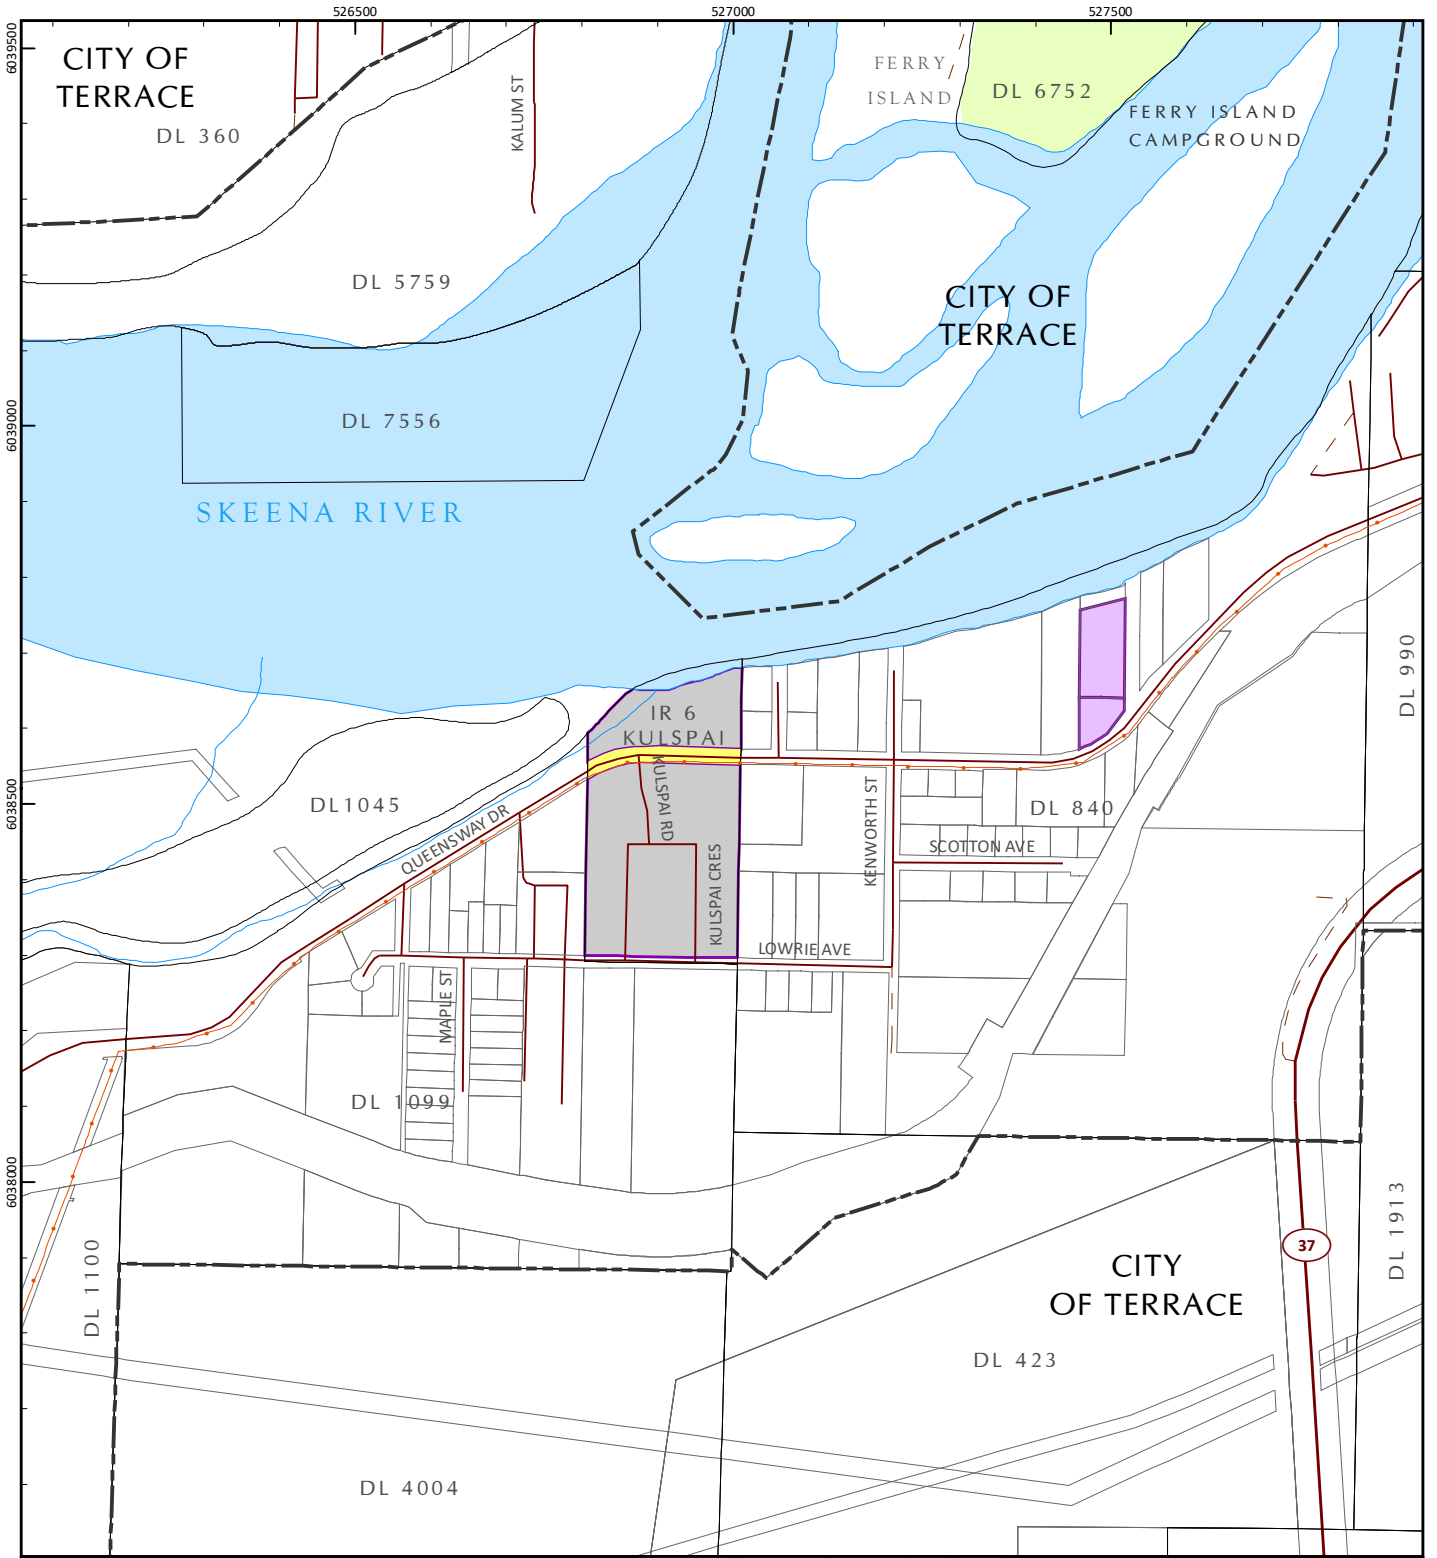 526500
527000
527500
6039500
6039000
6038500
6038000
CITY OF
TERRACE
DL 360
KALUM ST
FERRY
ISLAND
DL 6752
FERRY ISLAND
CAMPGROUND
DL 5759
CITY OF
TERRACE
DL 7556
SKEENA RIVER
DL 990
IR 6
KULSPAI
KULSPAI RD
DL1045
QUEENSWAY DR
KENWORTH ST
DL 840
SCOTTON AVE
KULSPAI CRES
LOWRIE AVE
MAPLE ST
DL 1099
DL 1100
37
DL 1913
CITY
OF TERRACE
DL 423
DL 4004